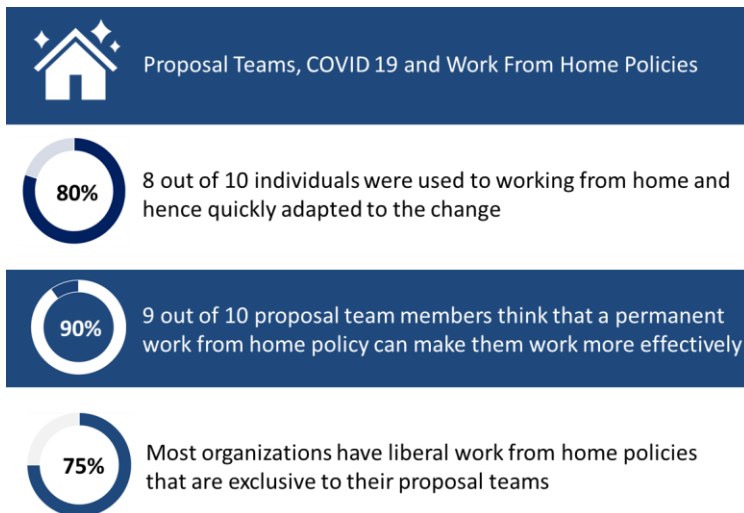 Proposal Teams, COVID 19 and Work From Home Policies
80%
8 out of 10 individuals were used to working from home and
hence quickly adapted to the change
90%
9 out of 10 proposal team members think that a permanent
work from home policy can make them work more effectively
75%
Most organizations have liberal work from home policies
that are exclusive to their proposal teams